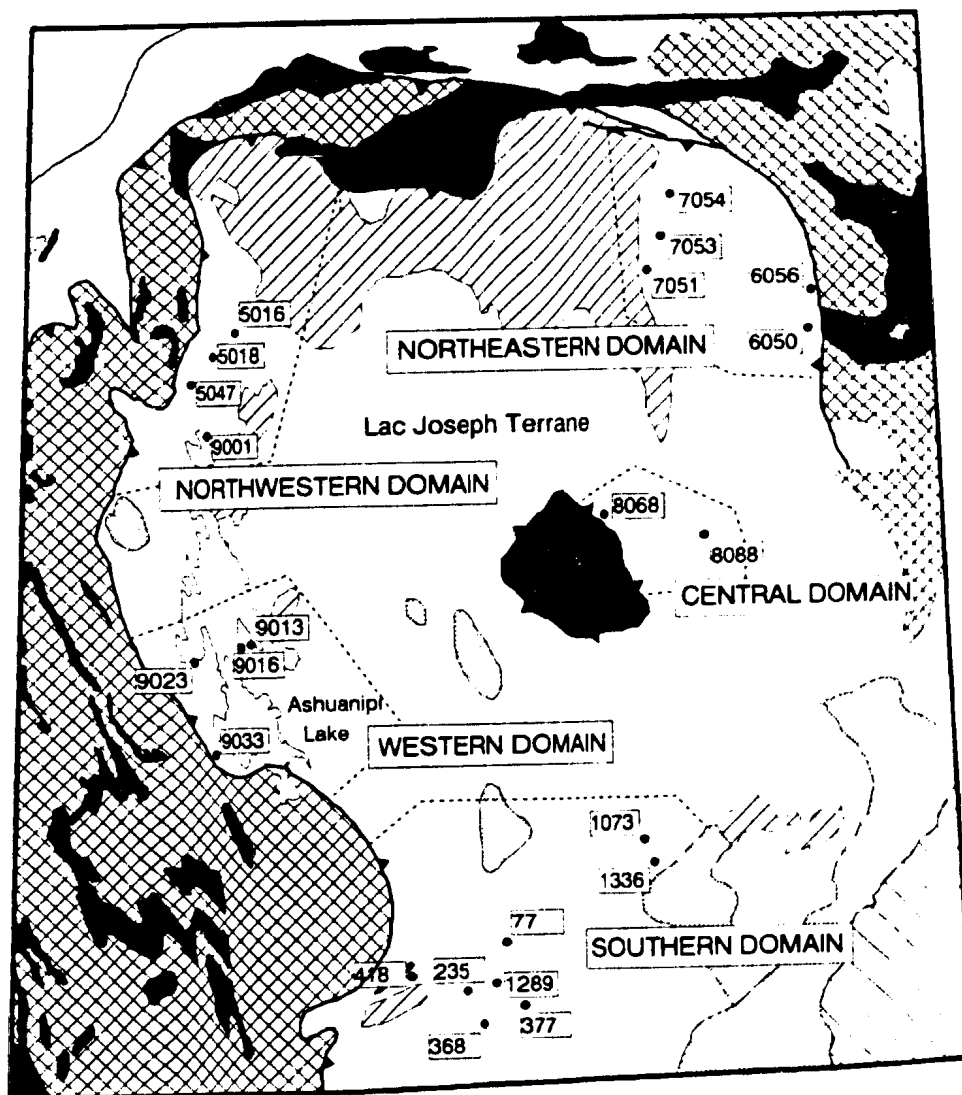 7054
7053
7051
6056
6050
5016
5018
5047
9001
NORTHEASTERN DOMAIN
Lac Joseph Terrane
NORTHWESTERN DOMAIN
8068
8088
CENTRAL DOMAIN
9013
9016
9023
Ashuanipi
Lake
9033
WESTERN DOMAIN
1073
1336
77
SOUTHERN DOMAIN
418
235
1289
377
368